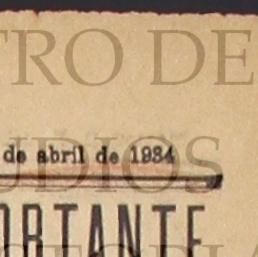 TRO DE
de abril de 1934
UDIOS
ORTANTE